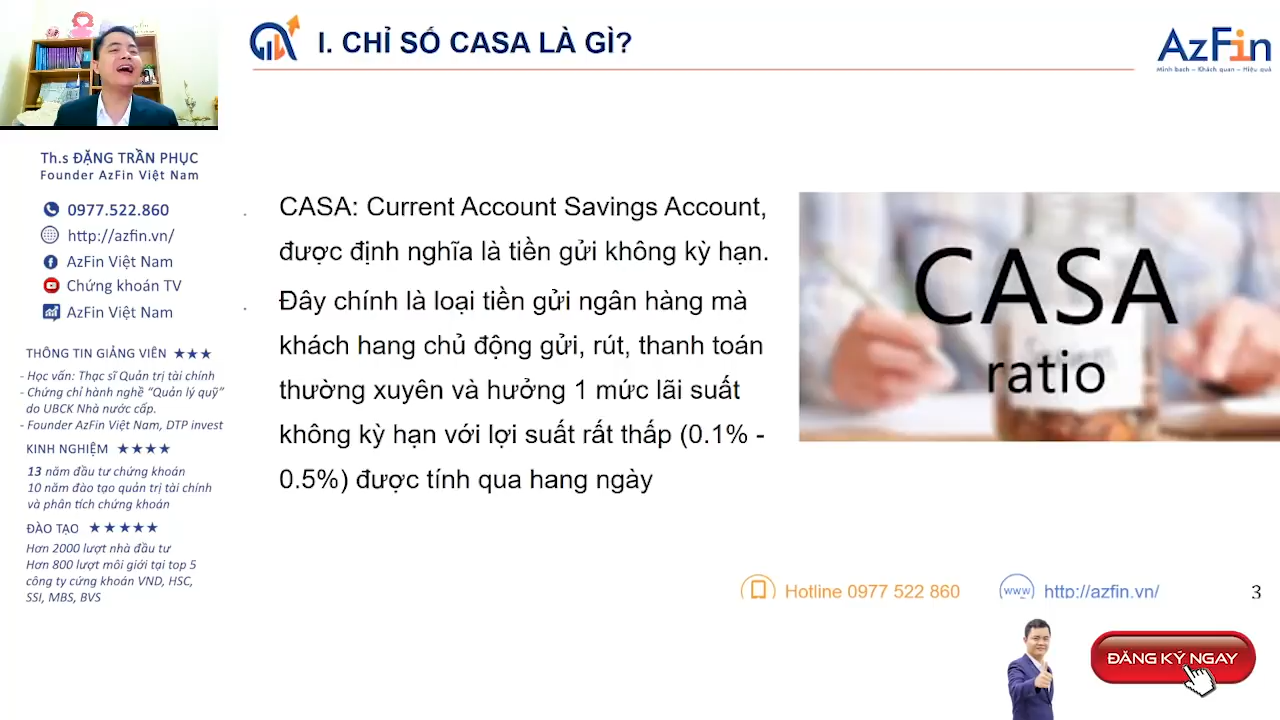 I. CHỈ SỐ CASA LÀ GÌ?
AzFin
Minh bạch – Khách quan – Hiệu quả
Th.s ĐẶNG TRẦN PHỤC
Founder AzFin Việt Nam
0977.522.860
http://azfin.vn/
AzFin Việt Nam
Chứng khoán TV
AzFin Việt Nam
THÔNG TIN GIẢNG VIÊN ★★★
- Học vấn: Thạc sĩ Quản trị tài chính
- Chứng chỉ hành nghề “Quản lý quỹ”
do UBCK Nhà nước cấp.
- Founder AzFin Việt Nam, DTP invest
KINH NGHIỆM ★★★★
13 năm đầu tư chứng khoán
10 năm đào tạo quản trị tài chính
và phân tích chứng khoán
ĐÀO TẠO ★★★★★
Hơn 2000 lượt nhà đầu tư
Hơn 800 lượt môi giới tại top 5
công ty cứng khoán VND, HSC,
SSI, MBS, BVS
. CASA: Current Account Savings Account,
được định nghĩa là tiền gửi không kỳ hạn.
. Đây chính là loại tiền gửi ngân hàng mà
khách hang chủ động gửi, rút, thanh toán
thường xuyên và hưởng 1 mức lãi suất
không kỳ hạn với lợi suất rất thấp (0.1% -
0.5%) được tính qua hang ngày
CASA
ratio
Hotline 0977 522 860
www http://azfin.vn/
3
ĐĂNG KÝ NGAY